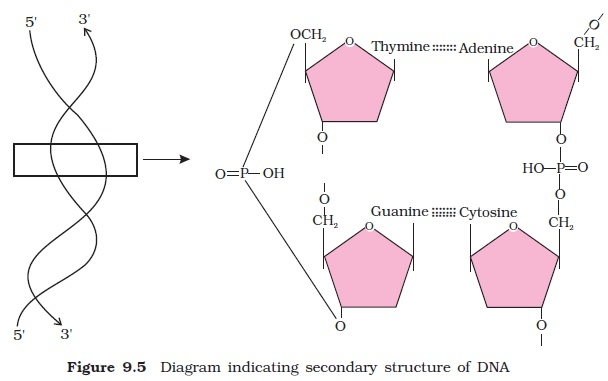 5' 3'
OCH₂ O Thymine Adenine O CH₂ O
O O
O=P–OH HO–P=O
O O
CH₂ Guanine Cytosine CH₂
O O
O O
5' 3'
Figure 9.5 Diagram indicating secondary structure of DNA